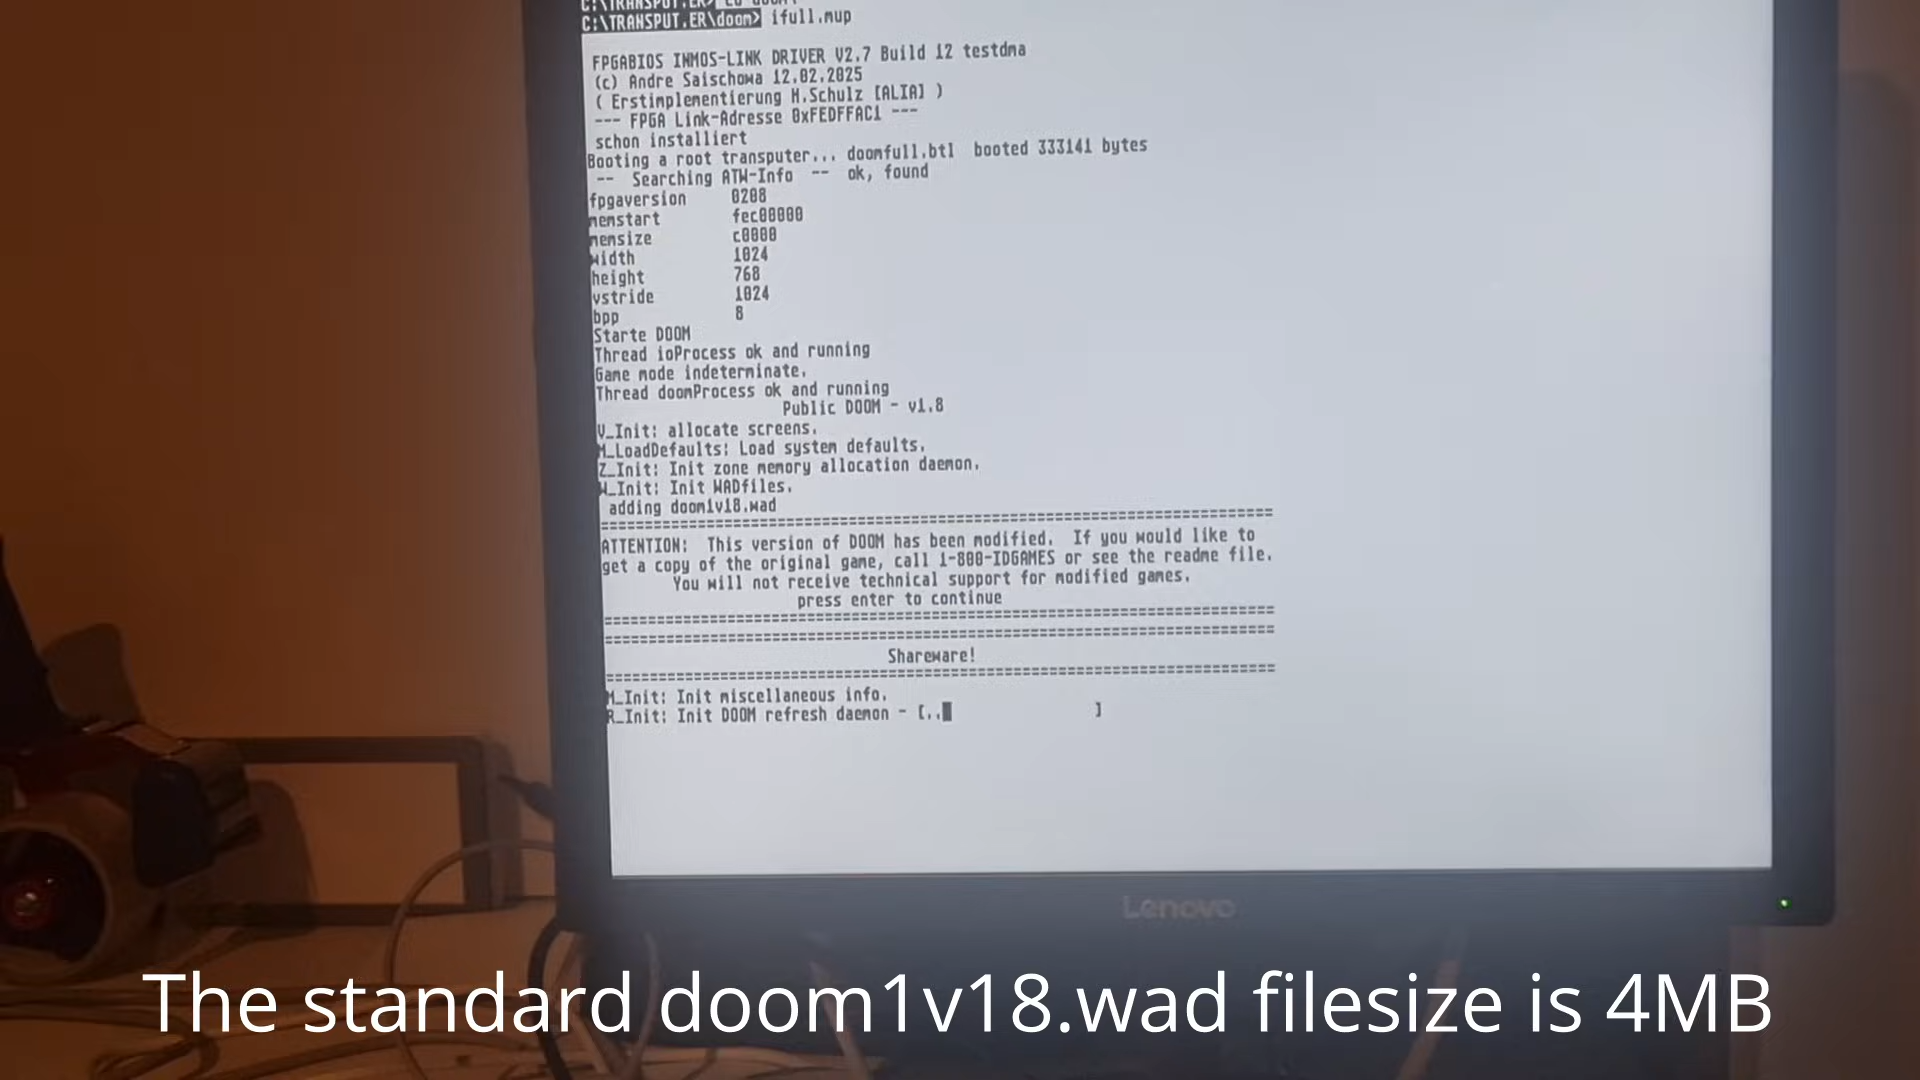 C:\TRANSPUT.ER> cd doom
C:\TRANSPUT.ER\doom> ifull.mup
FPGABIOS INMOS-LINK DRIVER V2.7 Build 12 testdma
(c) Andre Saischowa 12.02.2025
( Erstimplementierung M.Schulz [ALIA] )
--- FPGA Link-Adresse 0xFEDFFAC1 ---
schon installiert
Booting a root transputer... doomfull.btl booted 333141 bytes
-- Searching ATW-Info -- ok, found
fpgaversion 0208
memstart fec00000
memsize c0000
width 1024
height 768
vstride 1024
bpp 8
Starte DOOM
Thread ioProcess ok and running
Game mode indeterminate.
Thread doomProcess ok and running
Public DOOM - v1.8
V_Init: allocate screens.
M_LoadDefaults: Load system defaults.
Z_Init: Init zone memory allocation daemon.
W_Init: Init WADfiles.
adding doom1v18.wad
===========================================================================
ATTENTION: This version of DOOM has been modified. If you would like to
get a copy of the original game, call 1-800-IDGAMES or see the readme file.
You will not receive technical support for modified games.
press enter to continue
===========================================================================
===========================================================================
Shareware!
===========================================================================
M_Init: Init miscellaneous info.
R_Init: Init DOOM refresh daemon - [.. ]
Lenovo
The standard doom1v18.wad filesize is 4MB